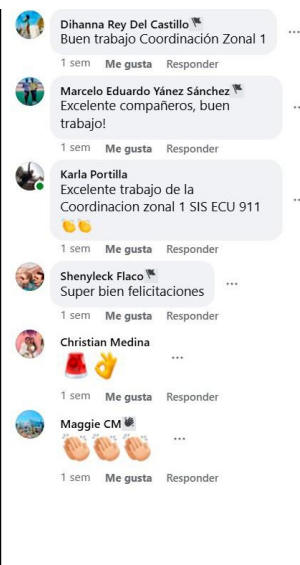 Dihanna Rey Del Castillo
Buen trabajo Coordinación Zonal 1
1 sem Me gusta Responder
Marcelo Eduardo Yánez Sánchez
Excelente compañeros, buen
trabajo!
1 sem Me gusta Responder
Karla Portilla
Excelente trabajo de la
Coordinacion zonal 1 SIS ECU 911
👏👏
1 sem Me gusta Responder
Shenyleck Flaco
Super bien felicitaciones
1 sem Me gusta Responder
Christian Medina
🚨👌
1 sem Me gusta Responder
Maggie CM
👏🏻👏🏻👏🏻
1 sem Me gusta Responder